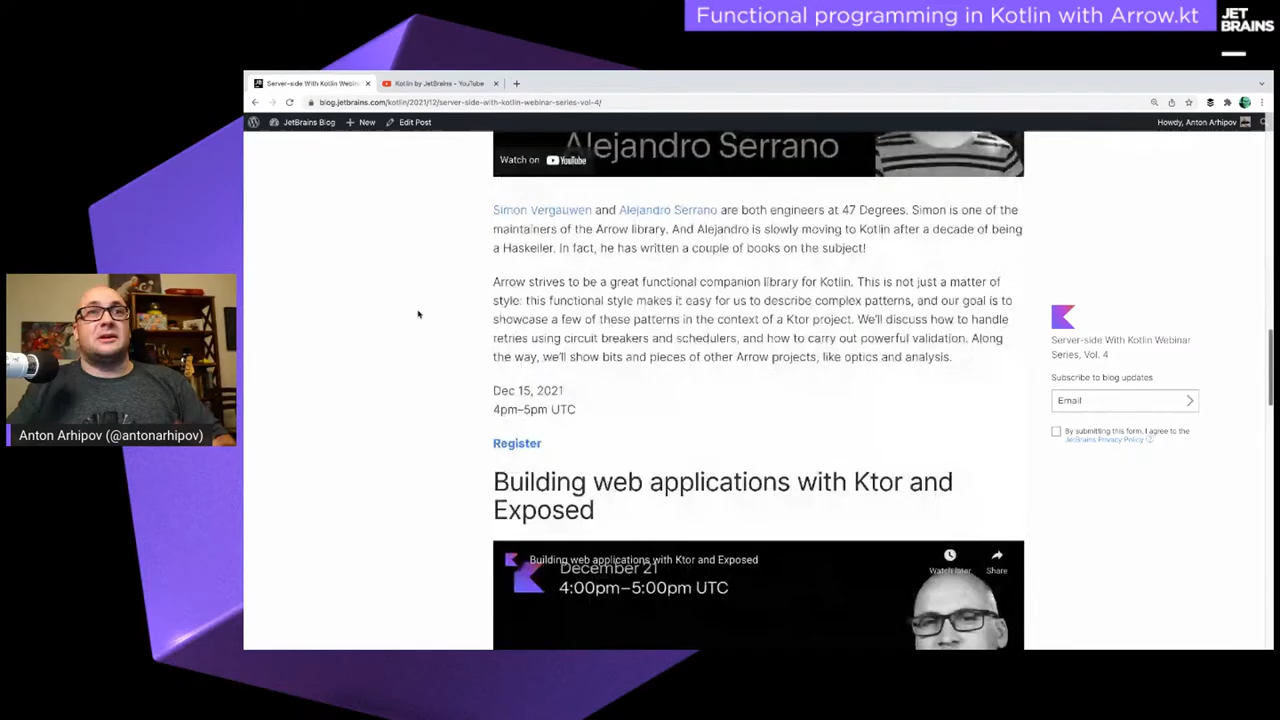 Functional programming in Kotlin with Arrow.kt
JET
BRAINS
Server-side With Kotlin Webin
Kotlin by JetBrains - YouTube
blog.jetbrains.com/kotlin/2021/12/server-side-with-kotlin-webinar-series-vol-4/
JetBrains Blog
New
Edit Post
Howdy, Anton Arhipov
Alejandro Serrano
Watch on YouTube
Simon Vergauwen and Alejandro Serrano are both engineers at 47 Degrees. Simon is one of the
maintainers of the Arrow library. And Alejandro is slowly moving to Kotlin after a decade of being
a Haskeller. In fact, he has written a couple of books on the subject!
Arrow strives to be a great functional companion library for Kotlin. This is not just a matter of
style: this functional style makes it easy for us to describe complex patterns, and our goal is to
showcase a few of these patterns in the context of a Ktor project. We'll discuss how to handle
retries using circuit breakers and schedulers, and how to carry out powerful validation. Along
the way, we'll show bits and pieces of other Arrow projects, like optics and analysis.
Dec 15, 2021
4pm–5pm UTC
Register
Building web applications with Ktor and
Exposed
Building web applications with Ktor and Exposed
December 21
4:00pm–5:00pm UTC
Watch later
Share
Server-side With Kotlin Webinar
Series, Vol. 4
Subscribe to blog updates
Email
By submitting this form, I agree to the
JetBrains Privacy Policy
Anton Arhipov (@antonarhipov)